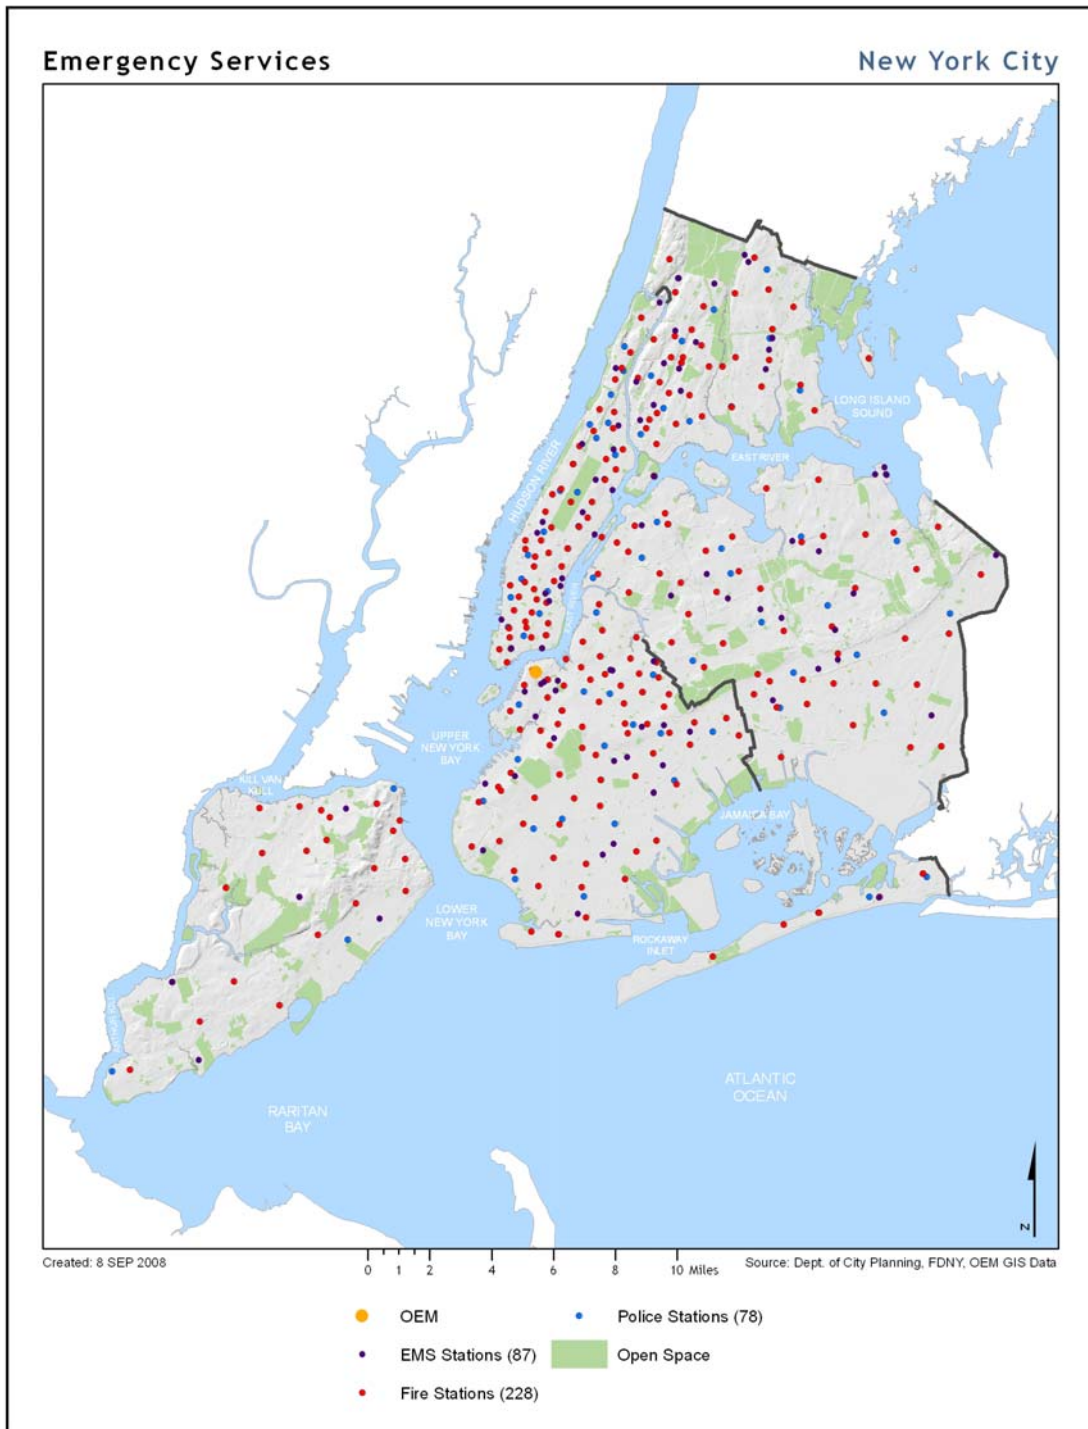 Emergency Services
New York City
LONG ISLAND
SOUND
HUDSON RIVER
EAST RIVER
UPPER
NEW YORK
BAY
KILL VAN
KULL
JAMAICA BAY
LOWER
NEW YORK
BAY
ROCKAWAY
INLET
ATLANTIC
OCEAN
RARITAN
BAY
N
Created: 8 SEP 2008
0 1 2 4 6 8 10 Miles
Source: Dept. of City Planning, FDNY, OEM GIS Data
OEM
Police Stations (78)
EMS Stations (87)
Open Space
Fire Stations (228)